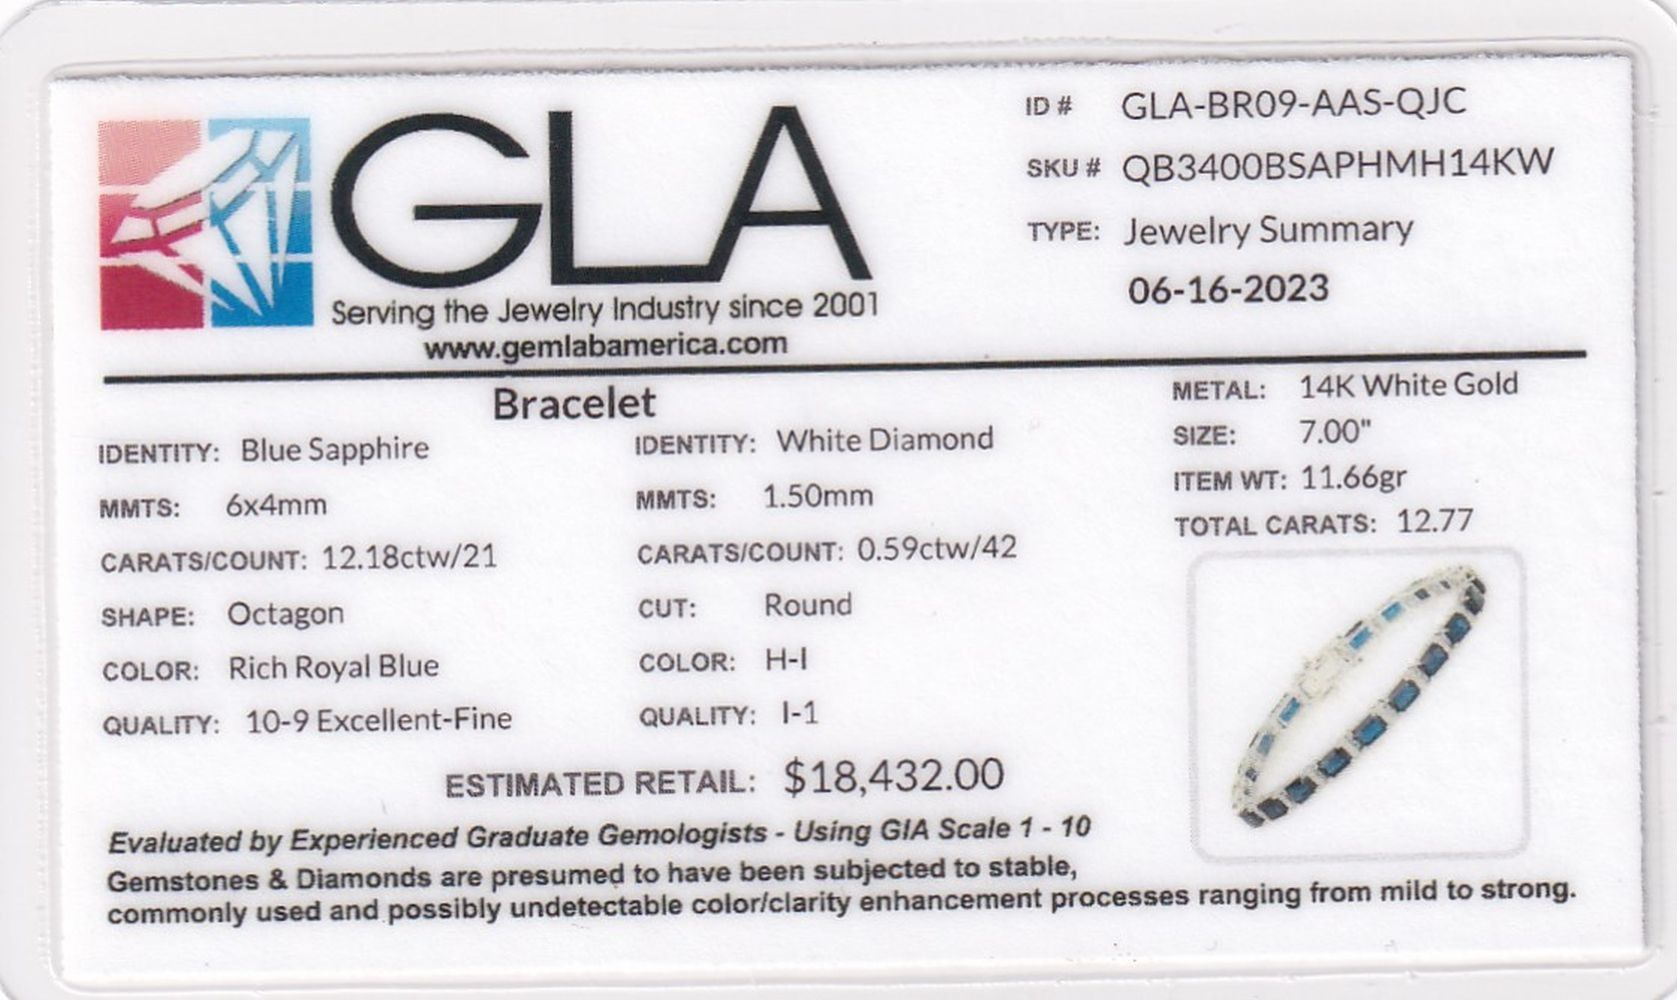 GLA
Serving the Jewelry Industry since 2001
www.gemlabamerica.com
ID # GLA-BR09-AAS-QJC
SKU # QB3400BSAPHMH14KW
TYPE: Jewelry Summary
06-16-2023
Bracelet
IDENTITY: Blue Sapphire
MMTS: 6x4mm
CARATS/COUNT: 12.18ctw/21
SHAPE: Octagon
COLOR: Rich Royal Blue
QUALITY: 10-9 Excellent-Fine
IDENTITY: White Diamond
MMTS: 1.50mm
CARATS/COUNT: 0.59ctw/42
CUT: Round
COLOR: H-I
QUALITY: I-1
METAL: 14K White Gold
SIZE: 7.00"
ITEM WT: 11.66gr
TOTAL CARATS: 12.77
ESTIMATED RETAIL: $18,432.00
Evaluated by Experienced Graduate Gemologists - Using GIA Scale 1 - 10
Gemstones & Diamonds are presumed to have been subjected to stable,
commonly used and possibly undetectable color/clarity enhancement processes ranging from mild to strong.